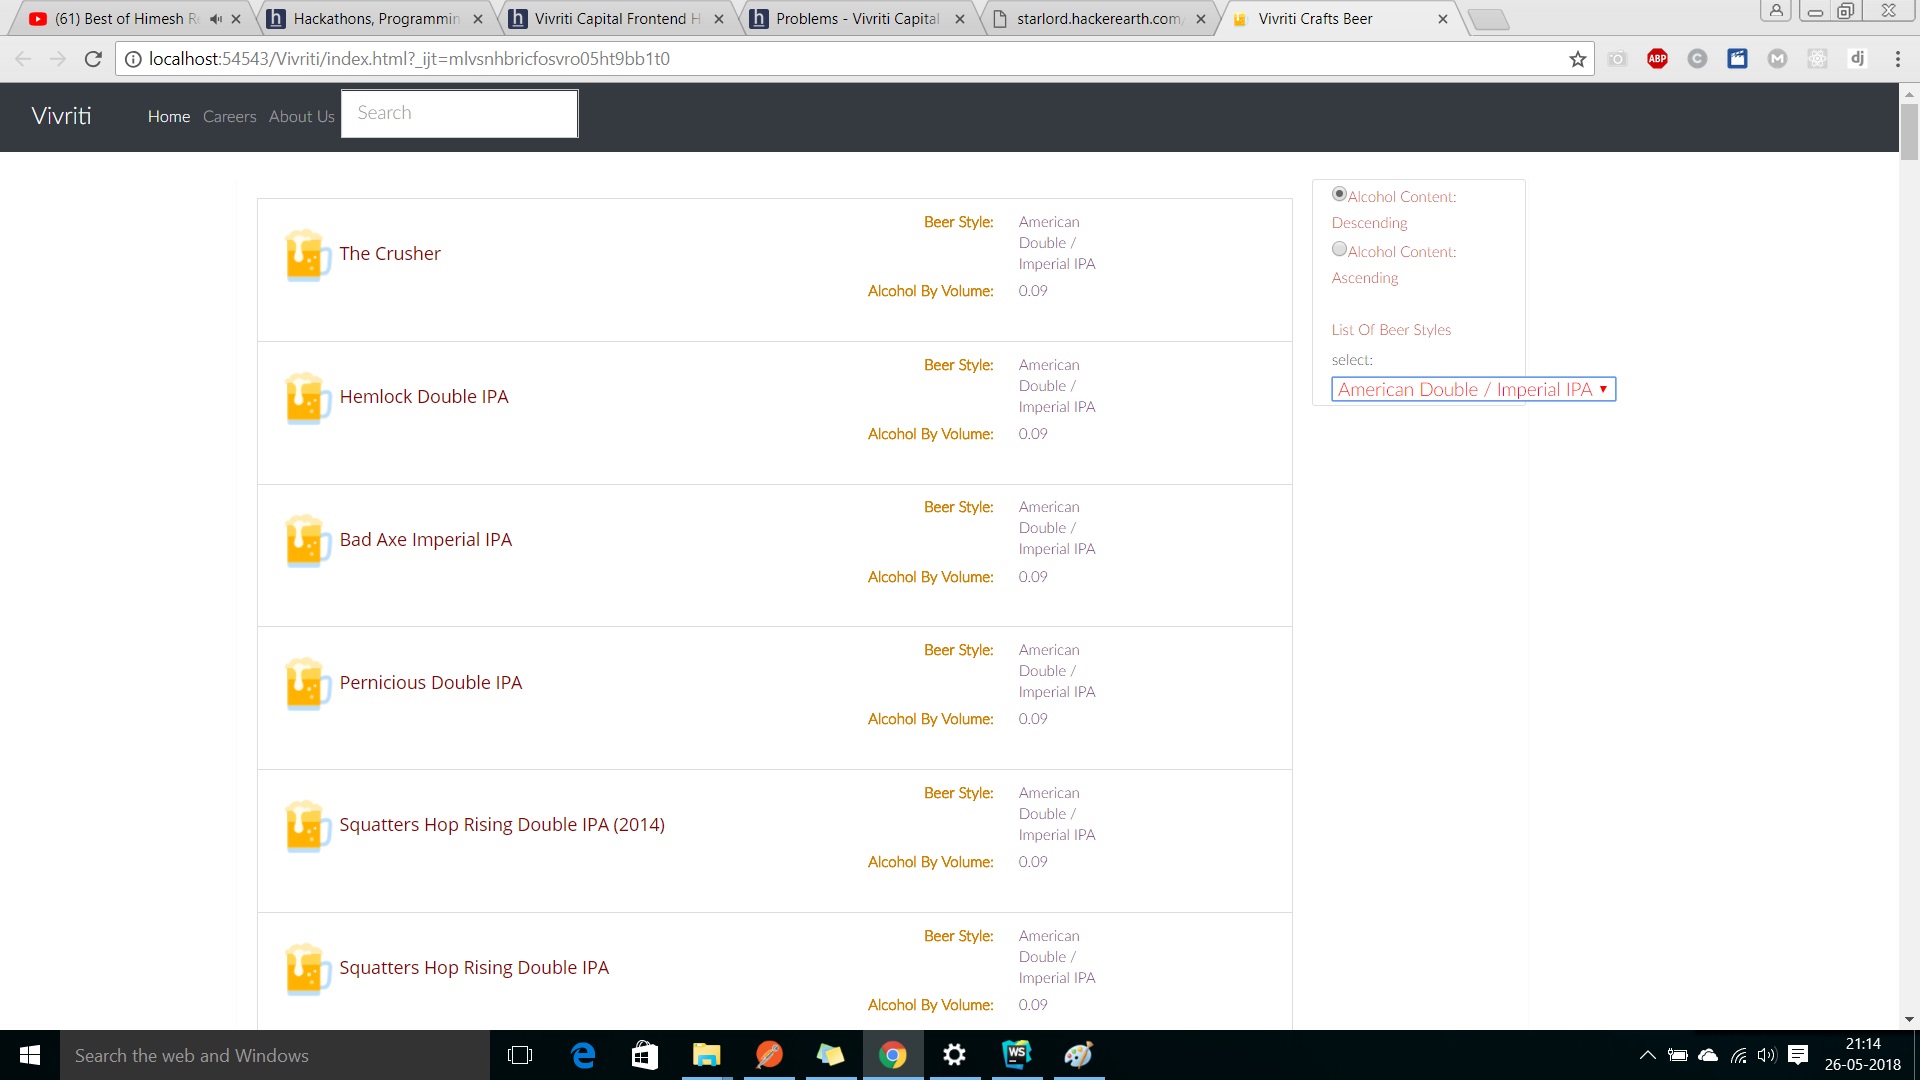 (61) Best of Himesh R
Hackathons, Programmin
Vivriti Capital Frontend H
Problems - Vivriti Capital
starlord.hackerearth.com/
Vivriti Crafts Beer
localhost:54543/Vivriti/index.html?_ijt=mlvsnhbricfosvro05ht9bb1t0
ABP
C
M
dj
Vivriti
Home
Careers
About Us
Search
The Crusher
Beer Style:
American
Double /
Imperial IPA
Alcohol By Volume:
0.09
Hemlock Double IPA
Beer Style:
American
Double /
Imperial IPA
Alcohol By Volume:
0.09
Bad Axe Imperial IPA
Beer Style:
American
Double /
Imperial IPA
Alcohol By Volume:
0.09
Pernicious Double IPA
Beer Style:
American
Double /
Imperial IPA
Alcohol By Volume:
0.09
Squatters Hop Rising Double IPA (2014)
Beer Style:
American
Double /
Imperial IPA
Alcohol By Volume:
0.09
Squatters Hop Rising Double IPA
Beer Style:
American
Double /
Imperial IPA
Alcohol By Volume:
0.09
Alcohol Content:
Descending
Alcohol Content:
Ascending
List Of Beer Styles
select:
American Double / Imperial IPA
Search the web and Windows
WS
21:14
26-05-2018